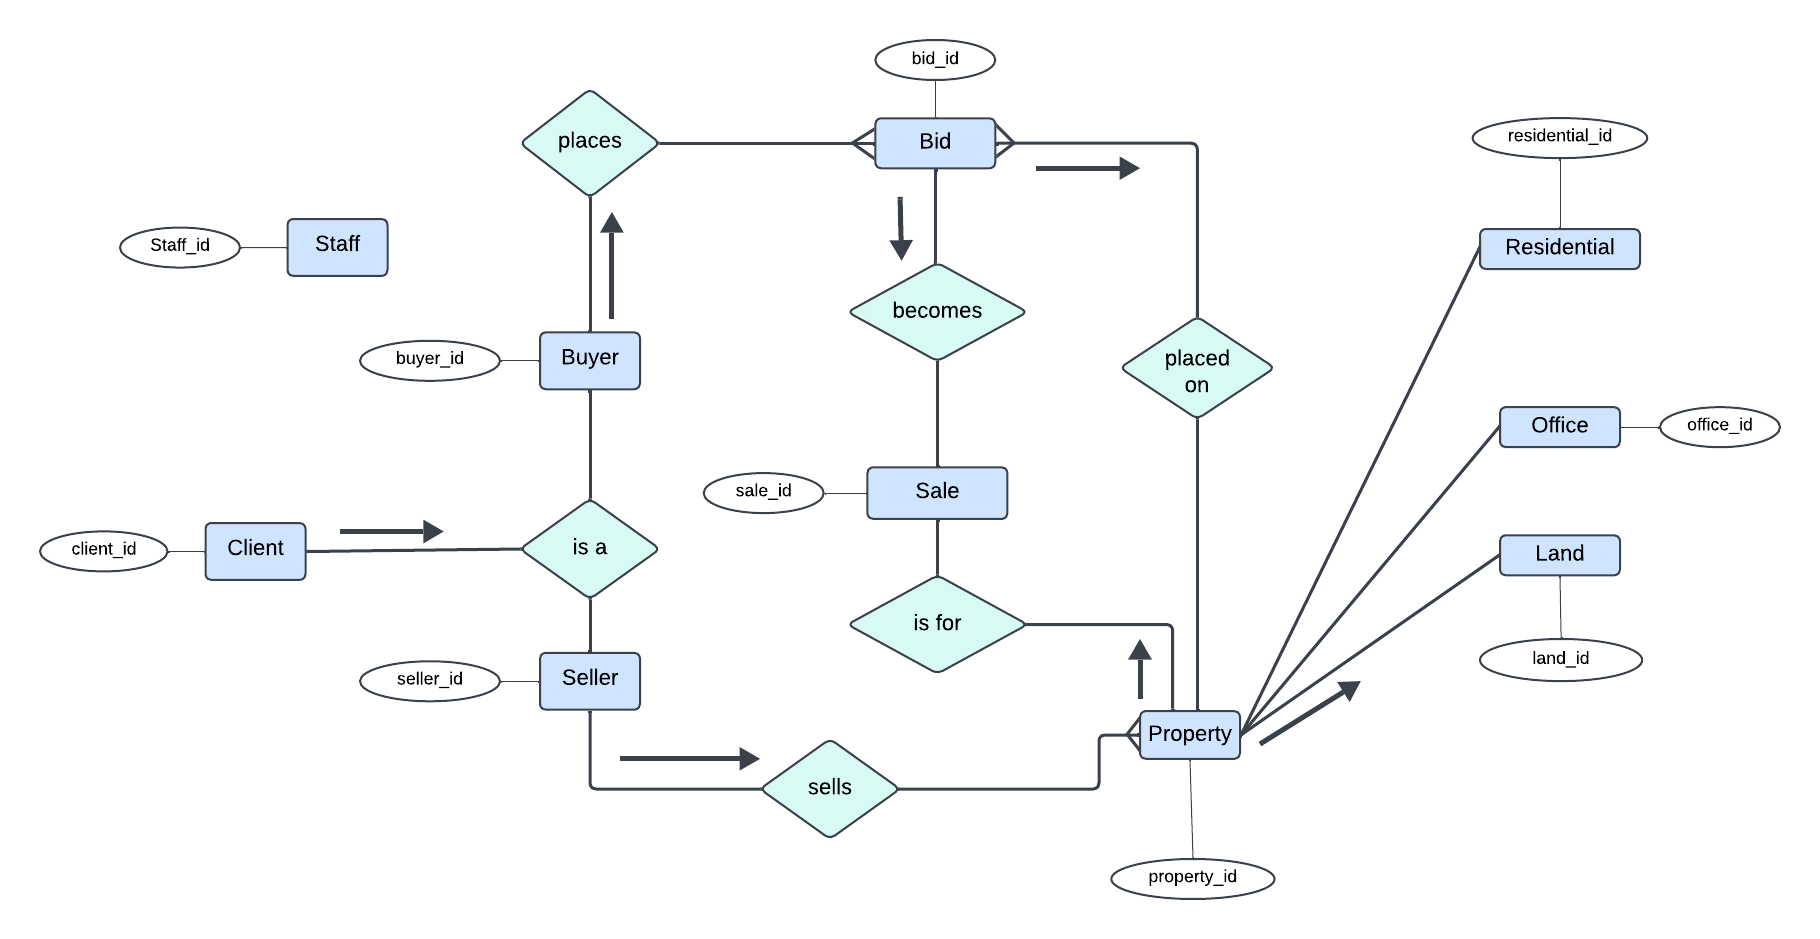 bid_id
places
Bid
residential_id
Staff_id
Staff
Residential
becomes
buyer_id
Buyer
placed
on
Office
office_id
sale_id
Sale
client_id
Client
is a
Land
is for
land_id
seller_id
Seller
Property
sells
property_id